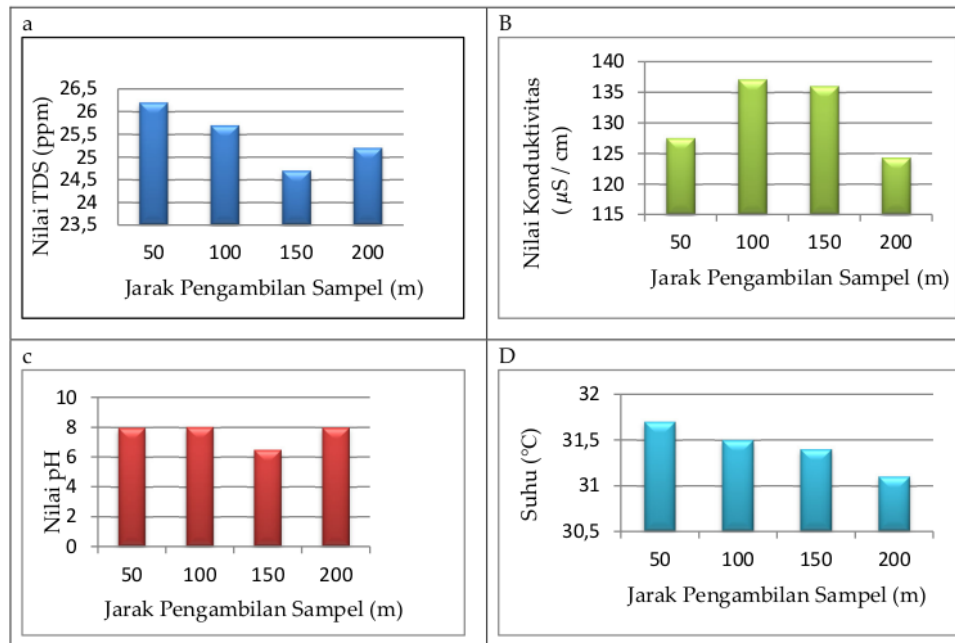 a
Nilai TDS (ppm)
26,5
26
25,5
25
24,5
24
23,5
50 100 150 200
Jarak Pengambilan Sampel (m)
B
Nilai Konduktivitas
( μS / cm)
140
135
130
125
120
115
50 100 150 200
Jarak Pengambilan Sampel (m)
c
Nilai pH
10
8
6
4
2
0
50 100 150 200
Jarak Pengambilan Sampel (m)
D
Suhu (°C)
32
31,5
31
30,5
50 100 150 200
Jarak Pengambilan Sampel (m)